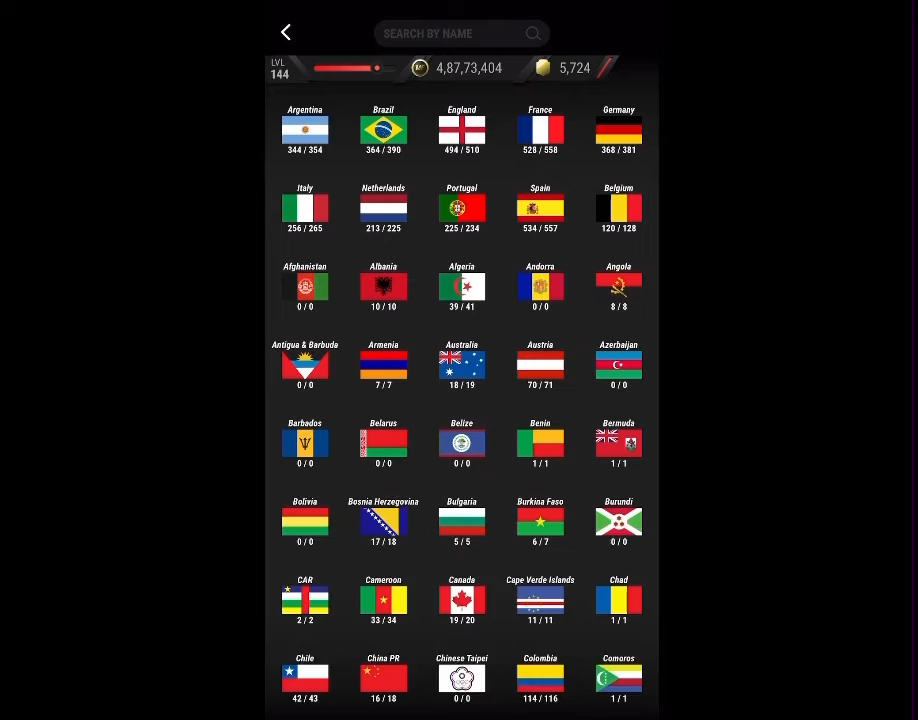 SEARCH BY NAME
LVL
144
4,87,73,404
5,724
Argentina Brazil England France Germany
344 / 354 364 / 390 494 / 510 528 / 558 368 / 381
Italy Netherlands Portugal Spain Belgium
256 / 265 213 / 225 225 / 234 534 / 557 120 / 128
Afghanistan Albania Algeria Andorra Angola
0 / 0 10 / 10 39 / 41 0 / 0 8 / 8
Antigua & Barbuda Armenia Australia Austria Azerbaijan
0 / 0 7 / 7 18 / 19 70 / 71 0 / 0
Barbados Belarus Belize Benin Bermuda
0 / 0 0 / 0 0 / 0 1 / 1 1 / 1
Bolivia Bosnia Herzegovina Bulgaria Burkina Faso Burundi
0 / 0 17 / 18 5 / 5 6 / 7 0 / 0
CAR Cameroon Canada Cape Verde Islands Chad
2 / 2 33 / 34 19 / 20 11 / 11 1 / 1
Chile China PR Chinese Taipei Colombia Comoros
42 / 43 16 / 18 0 / 0 114 / 116 1 / 1